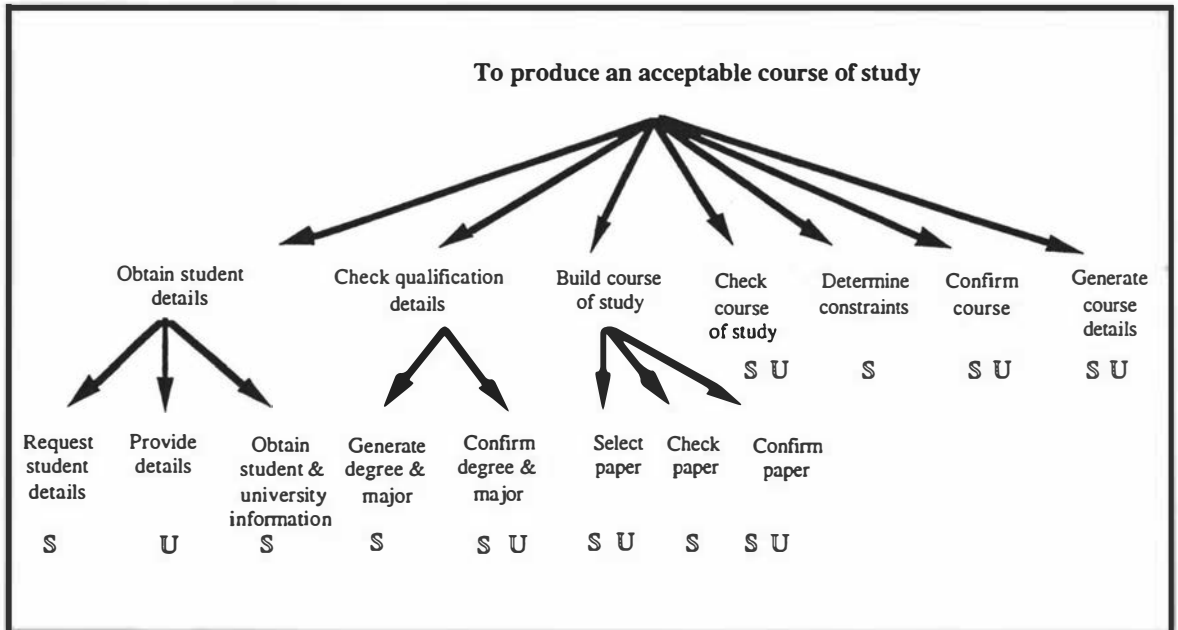 To produce an acceptable course of study
Obtain student
details
Check qualification
details
Build course
of study
Check
course
of study
Determine
constraints
Confirm
course
Generate
course
details
S U
S
S U
S U
Request
student
details
Provide
details
Obtain
student &
university
information
Generate
degree &
major
Confirm
degree &
major
Select
paper
Check
paper
Confirm
paper
S
U
S
S
S U
S U
S
S U